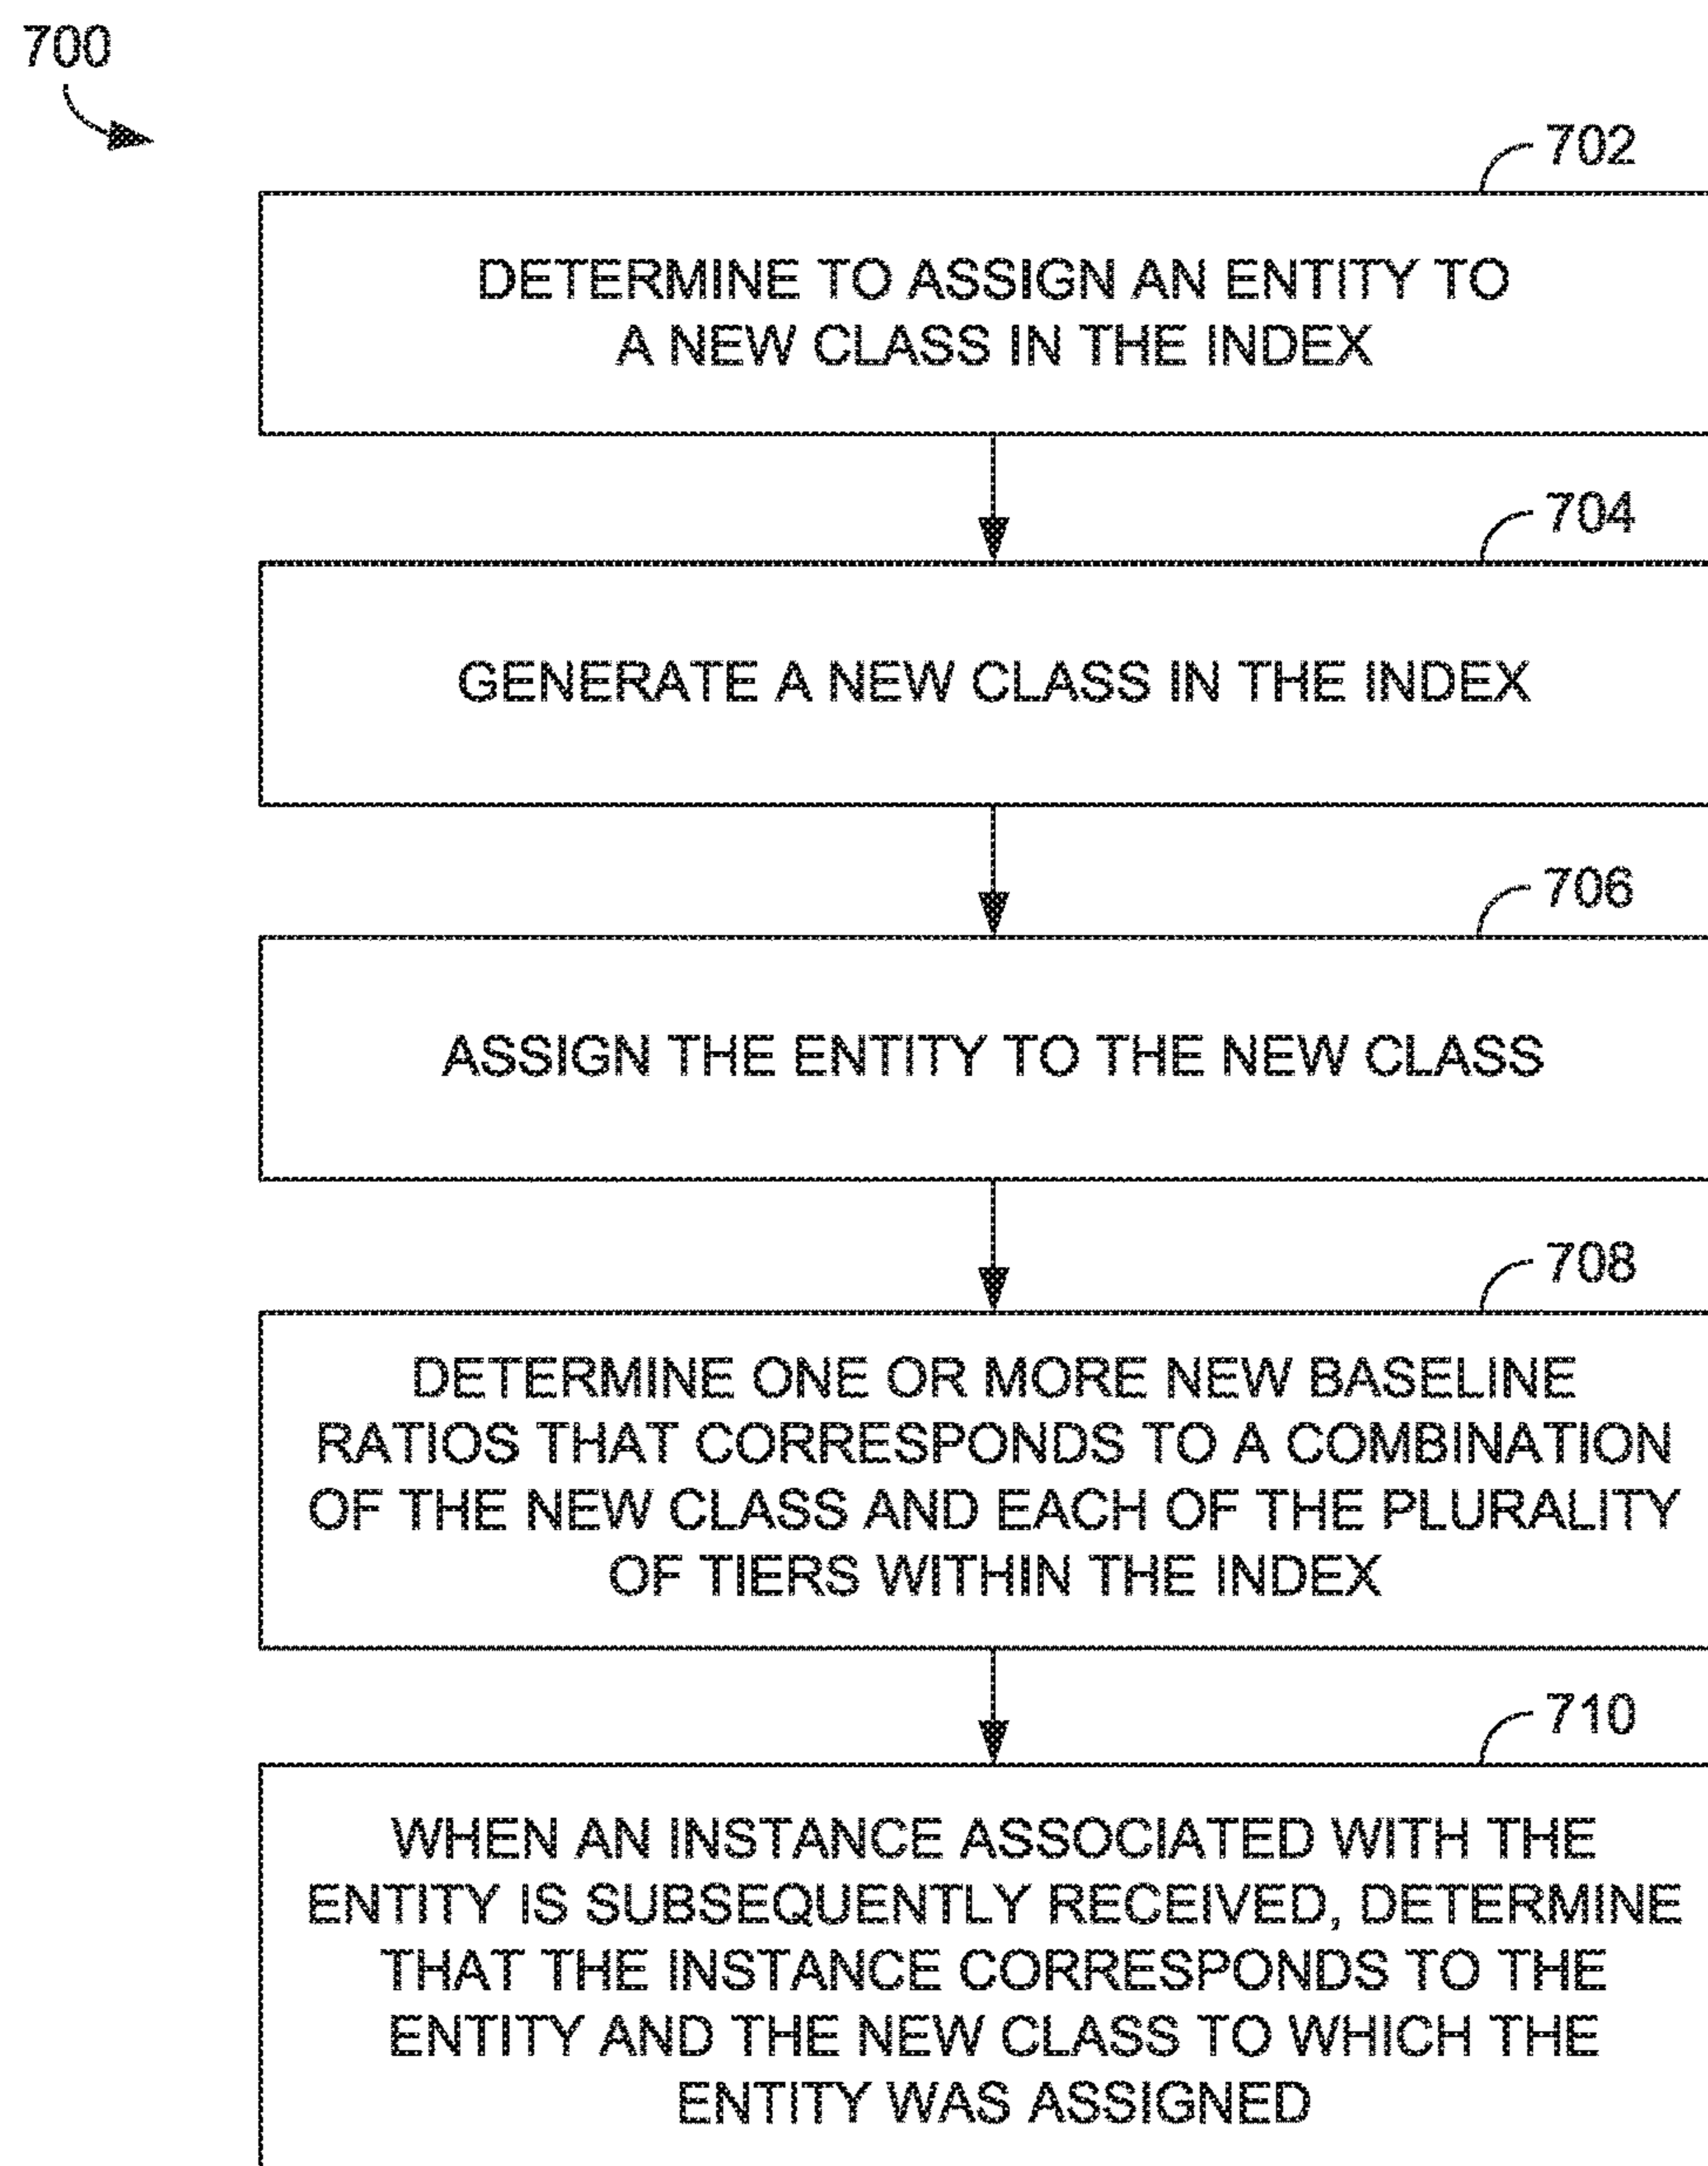 700
702
DETERMINE TO ASSIGN AN ENTITY TO
A NEW CLASS IN THE INDEX
704
GENERATE A NEW CLASS IN THE INDEX
706
ASSIGN THE ENTITY TO THE NEW CLASS
708
DETERMINE ONE OR MORE NEW BASELINE
RATIOS THAT CORRESPONDS TO A COMBINATION
OF THE NEW CLASS AND EACH OF THE PLURALITY
OF TIERS WITHIN THE INDEX
710
WHEN AN INSTANCE ASSOCIATED WITH THE
ENTITY IS SUBSEQUENTLY RECEIVED, DETERMINE
THAT THE INSTANCE CORRESPONDS TO THE
ENTITY AND THE NEW CLASS TO WHICH THE
ENTITY WAS ASSIGNED